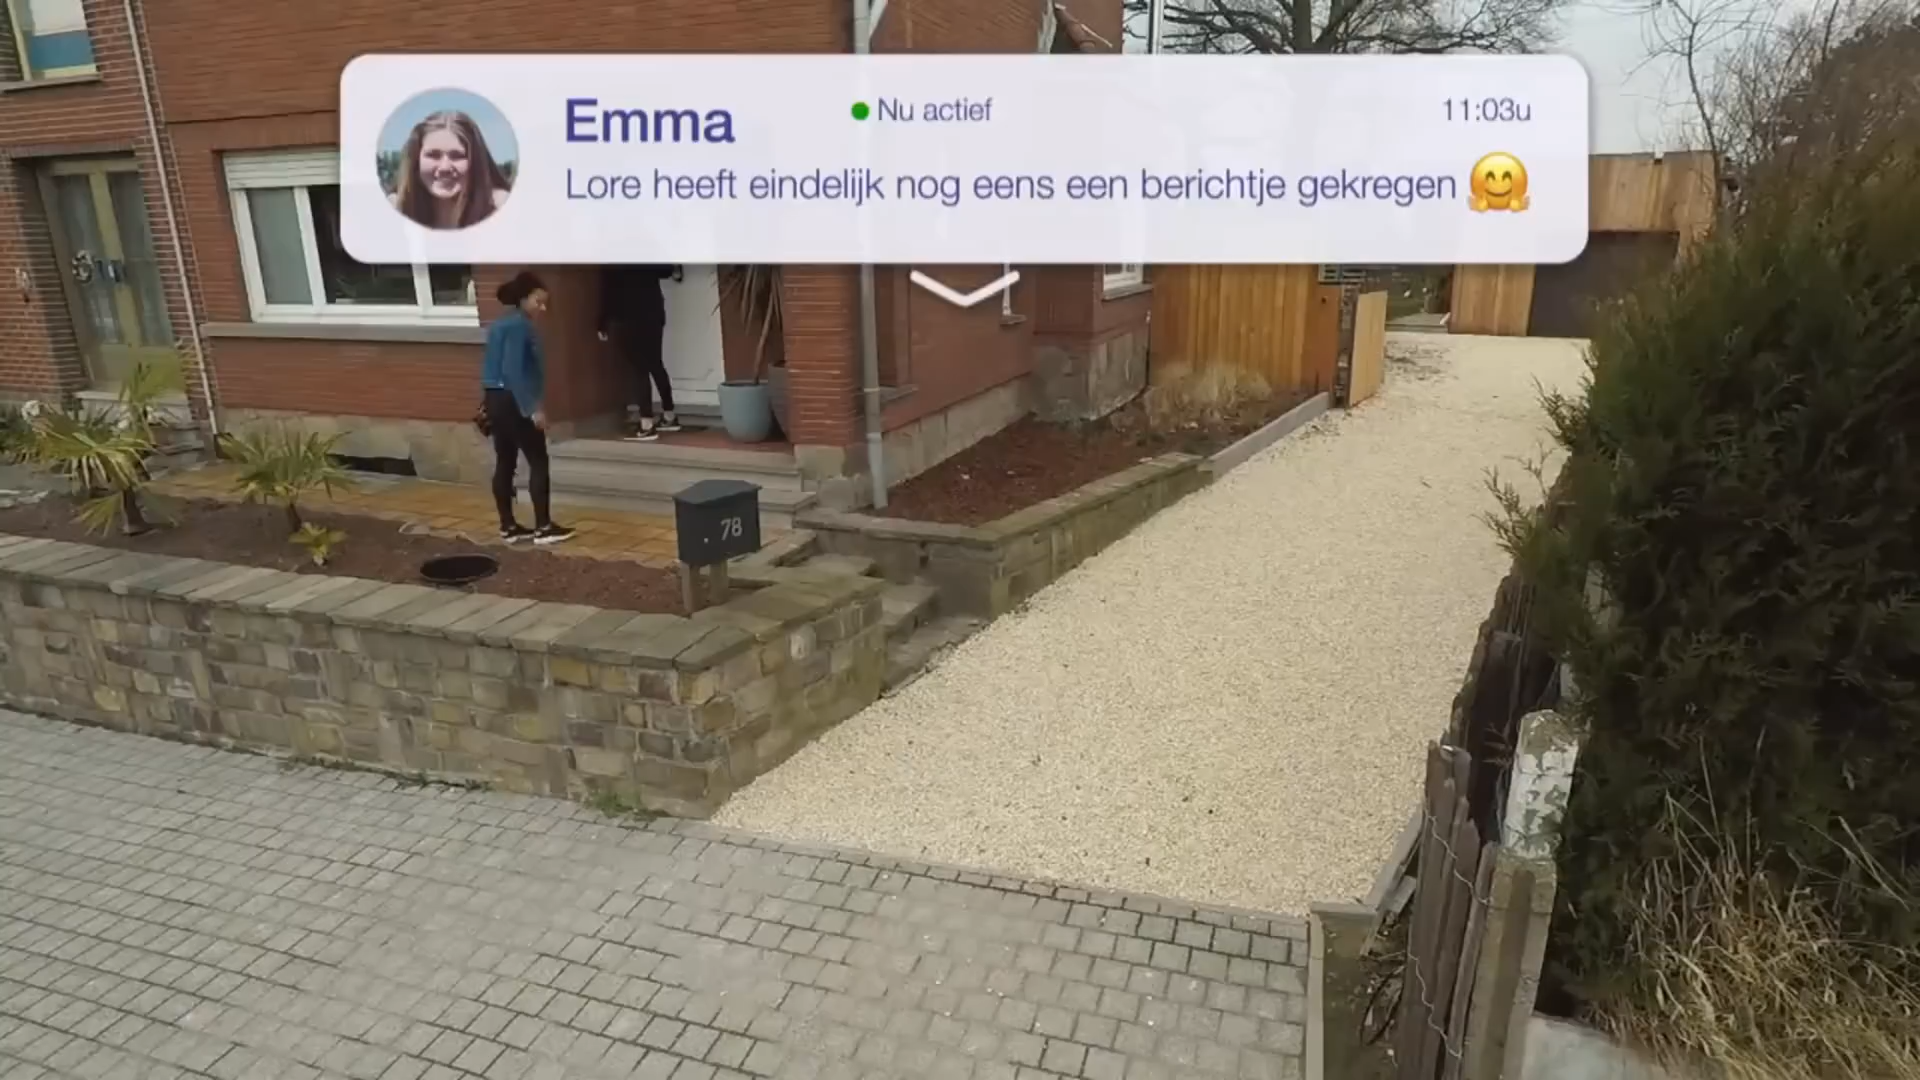 Emma
Nu actief
11:03u
Lore heeft eindelijk nog eens een berichtje gekregen 🤗
78